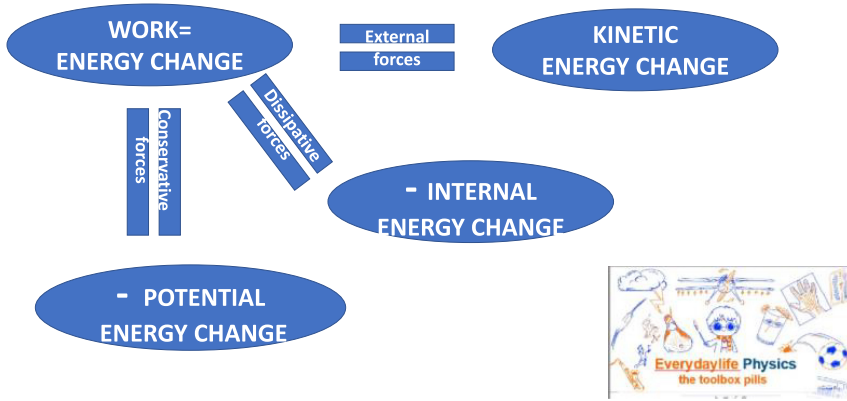 WORK=
ENERGY CHANGE
External
forces
KINETIC
ENERGY CHANGE
Dissipative
forces
Conservative
forces
- INTERNAL
ENERGY CHANGE
- POTENTIAL
ENERGY CHANGE
Everydaylife Physics
the toolbox pills